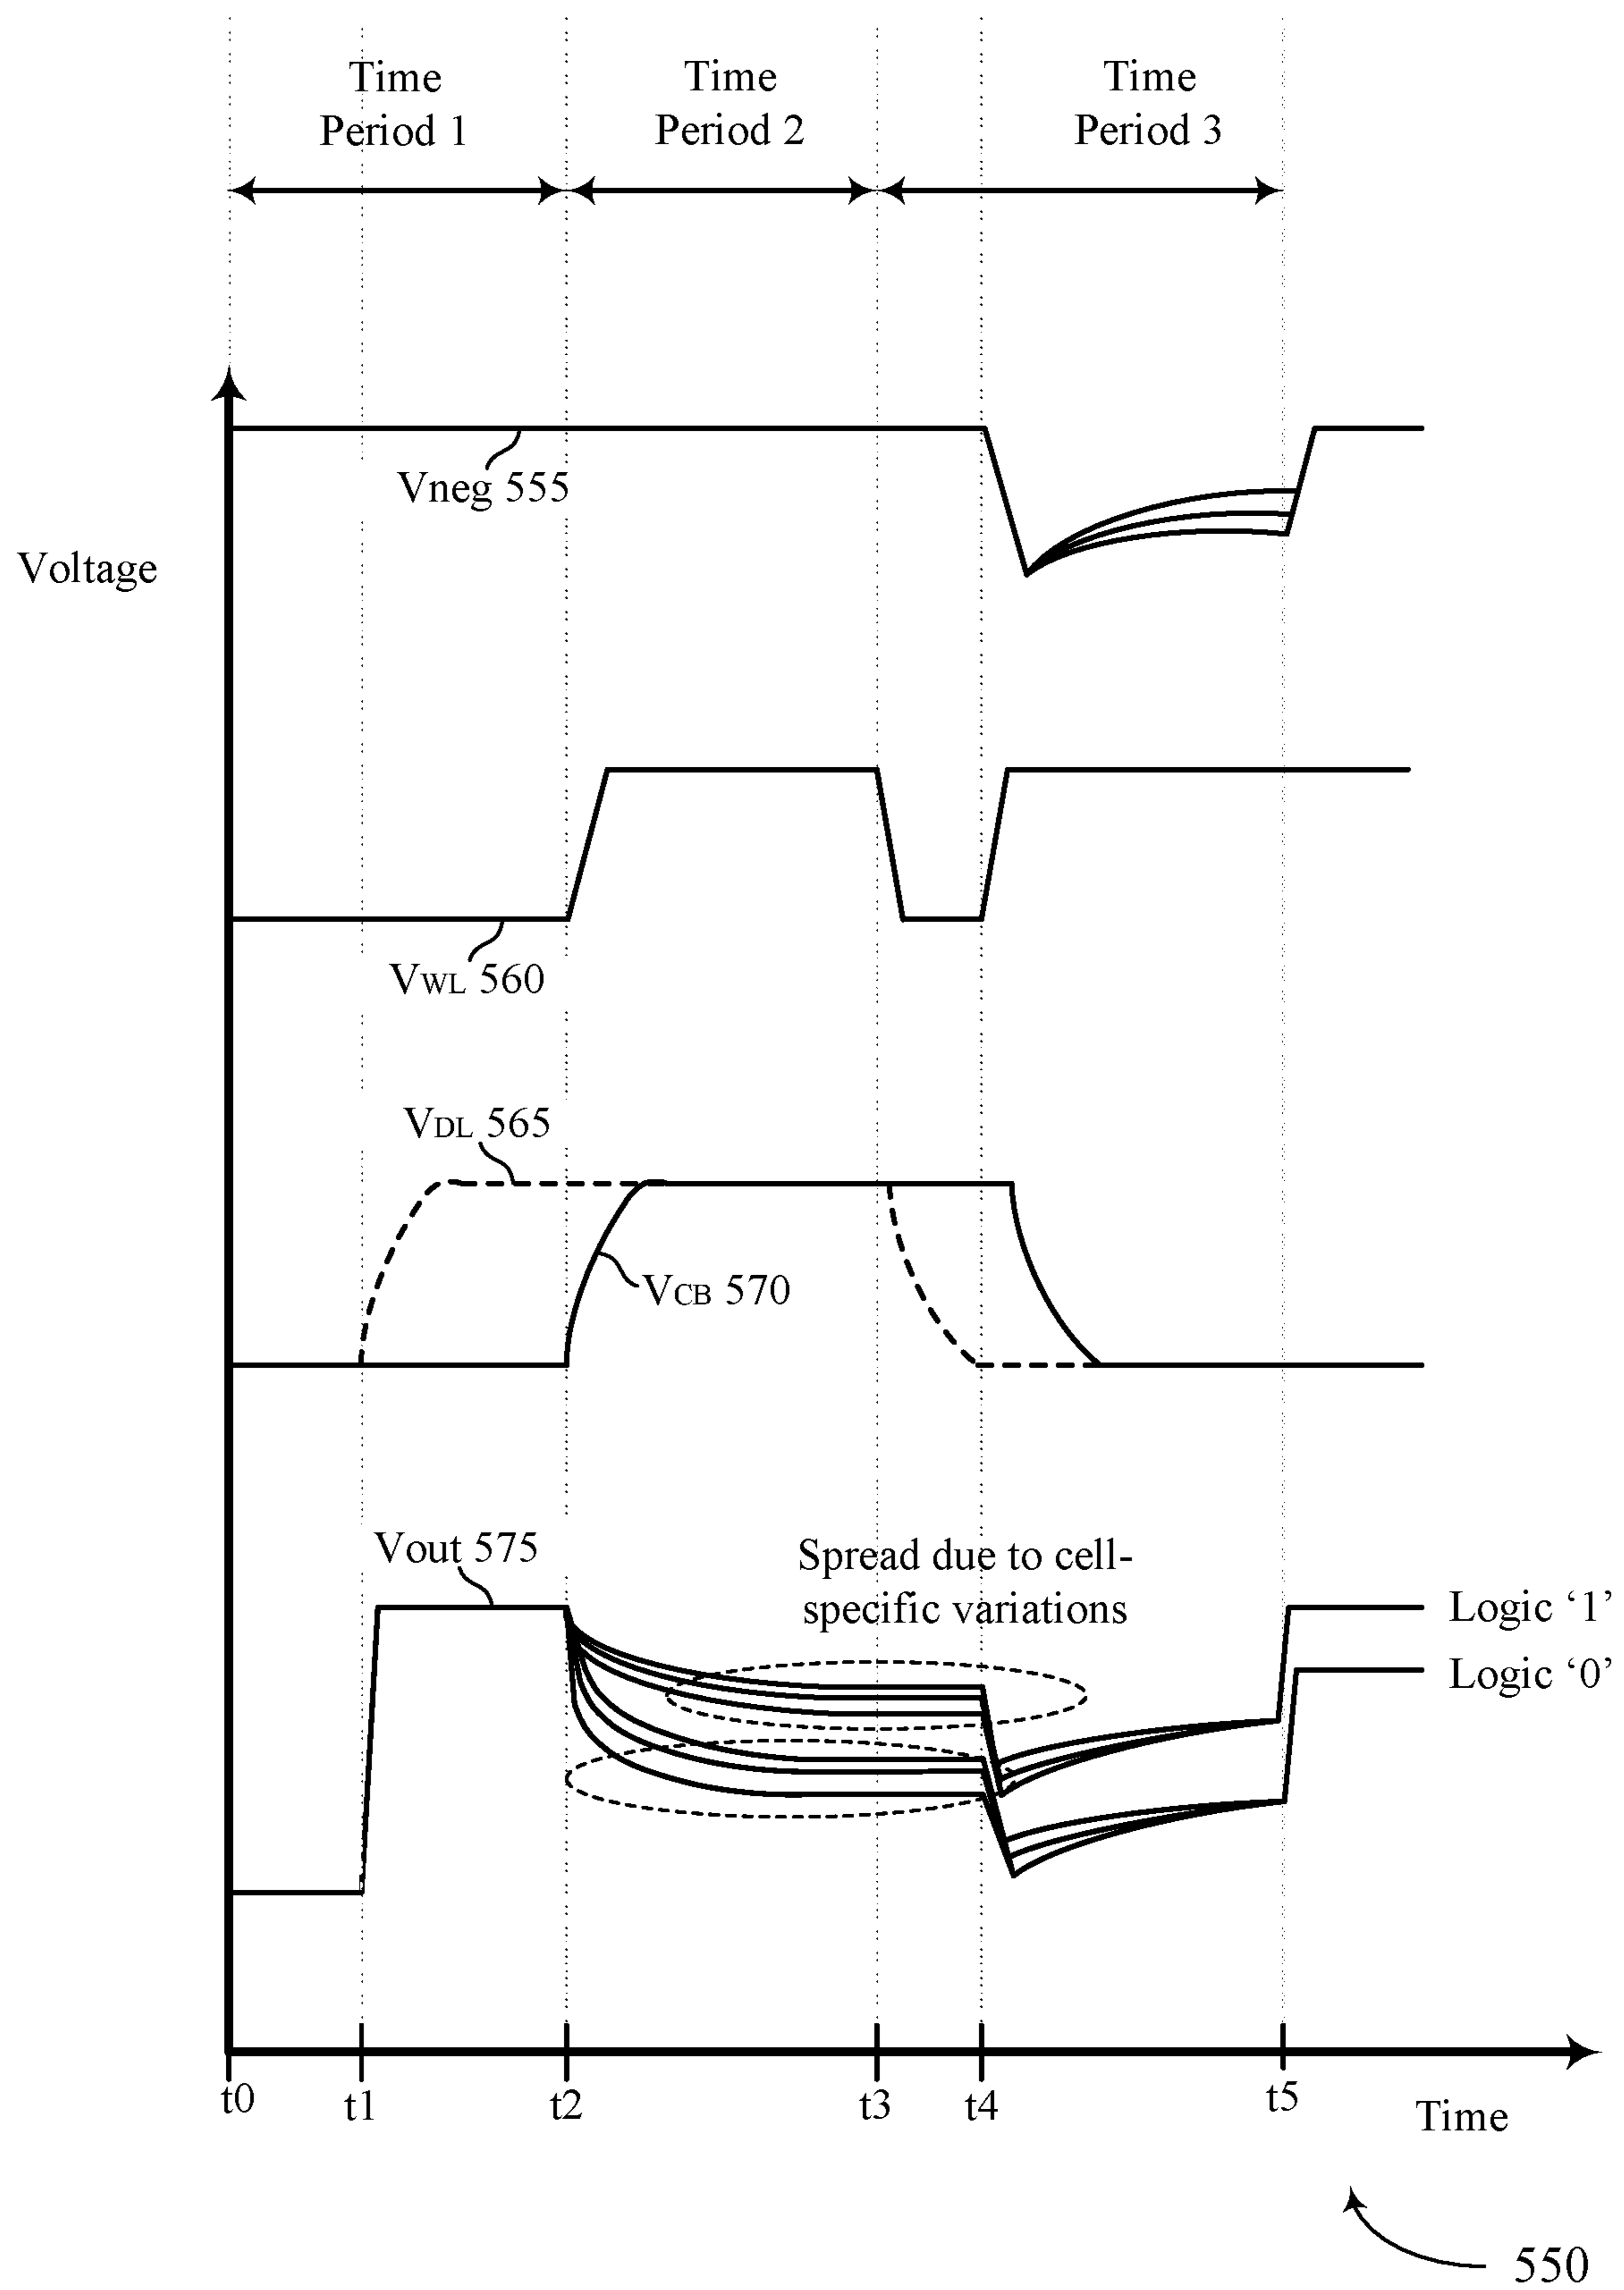 Time Time Time
Period 1 Period 2 Period 3
Vneg 555
Voltage
VWL 560
VDL 565
VCB 570
Vout 575
Spread due to cell-
specific variations
Logic ‘1’
Logic ‘0’
t0 t1 t2 t3 t4 t5
Time
550